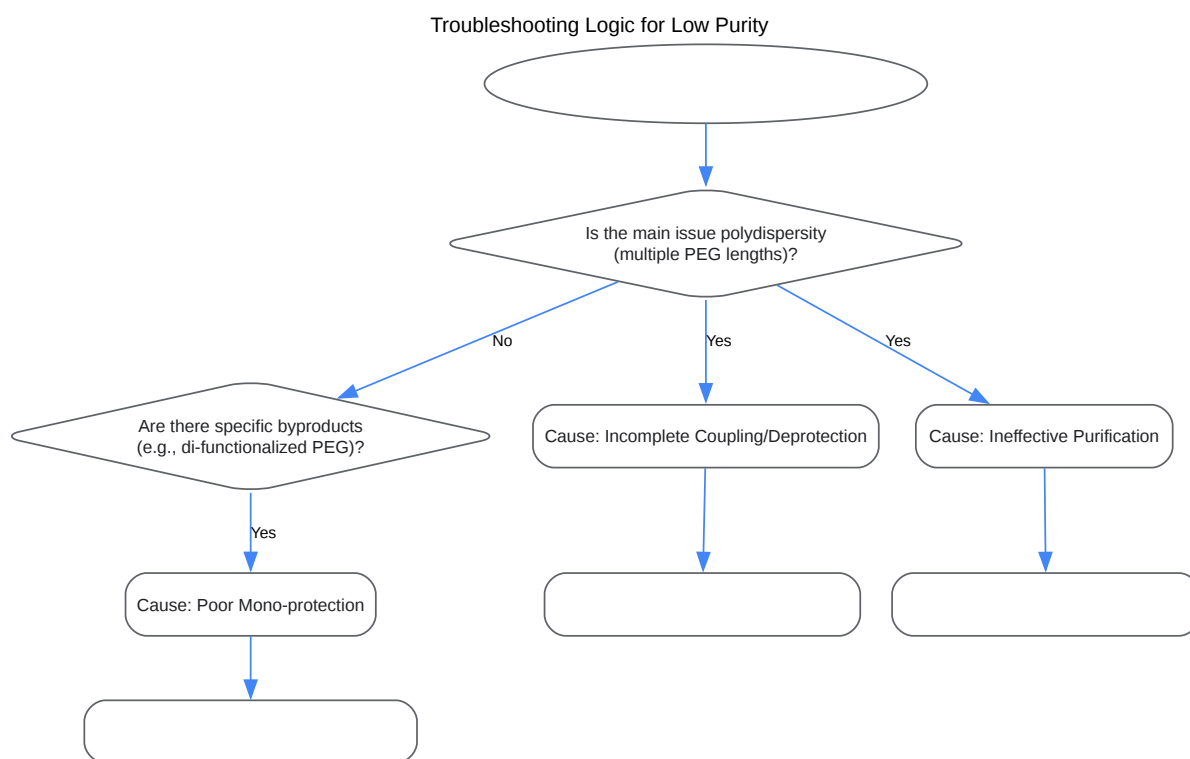 Troubleshooting Logic for Low Purity
Is the main issue polydispersity
(multiple PEG lengths)?
No
Yes
Yes
Are there specific byproducts
(e.g., di-functionalized PEG)?
Cause: Incomplete Coupling/Deprotection
Cause: Ineffective Purification
Yes
Cause: Poor Mono-protection